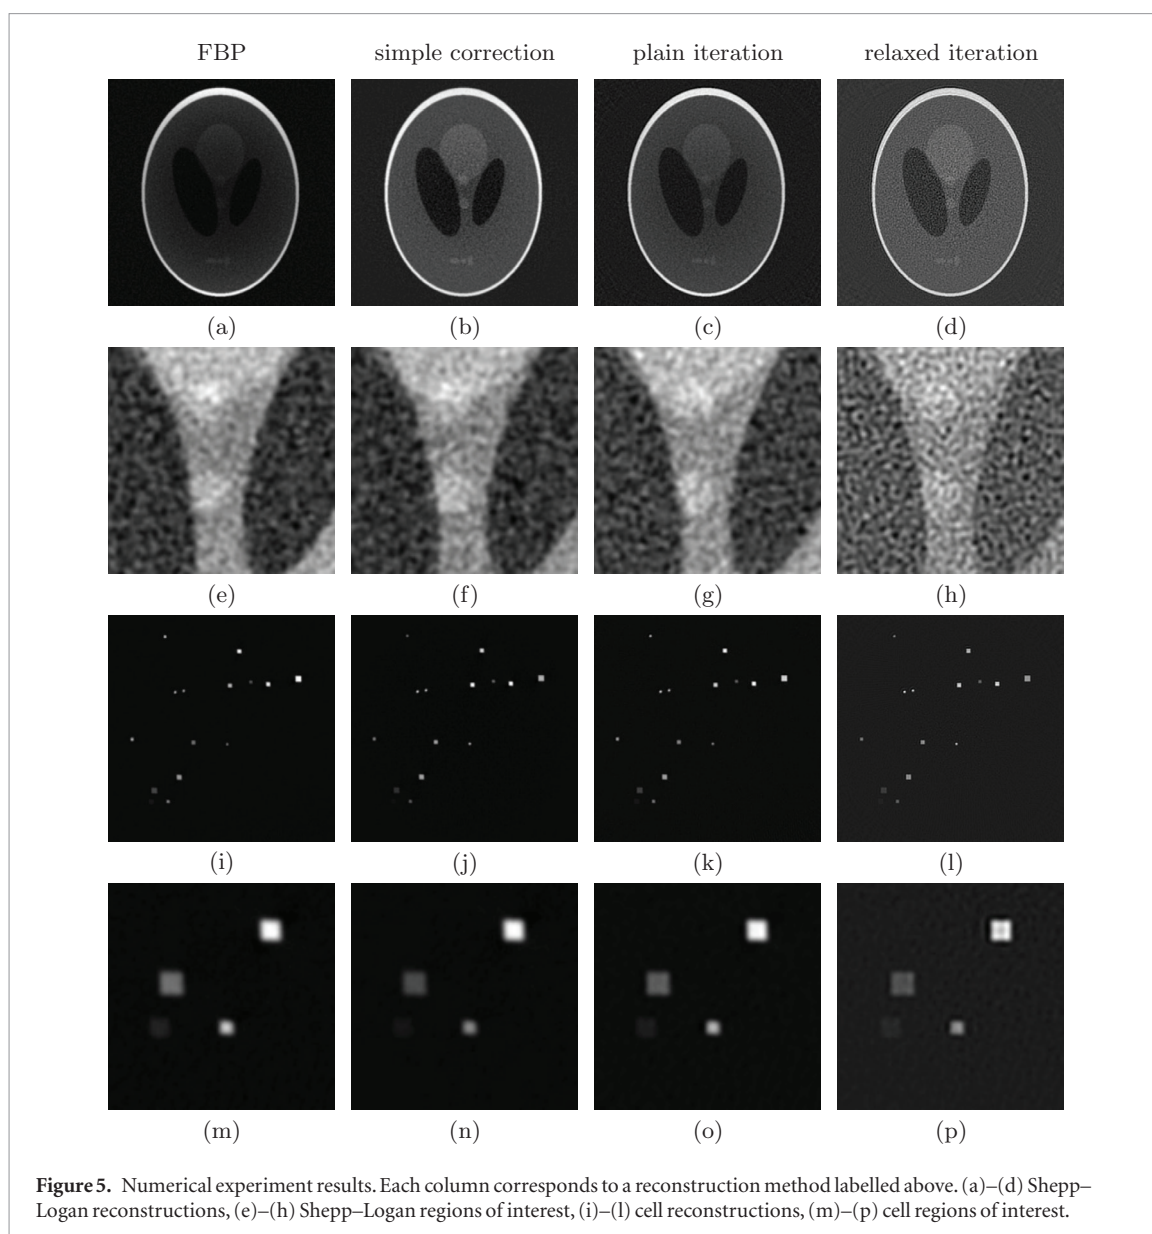 FBP simple correction plain iteration relaxed iteration
(a) (b) (c) (d)
(e) (f) (g) (h)
(i) (j) (k) (l)
(m) (n) (o) (p)
Figure 5. Numerical experiment results. Each column corresponds to a reconstruction method labelled above. (a)–(d) Shepp–
Logan reconstructions, (e)–(h) Shepp–Logan regions of interest, (i)–(l) cell reconstructions, (m)–(p) cell regions of interest.